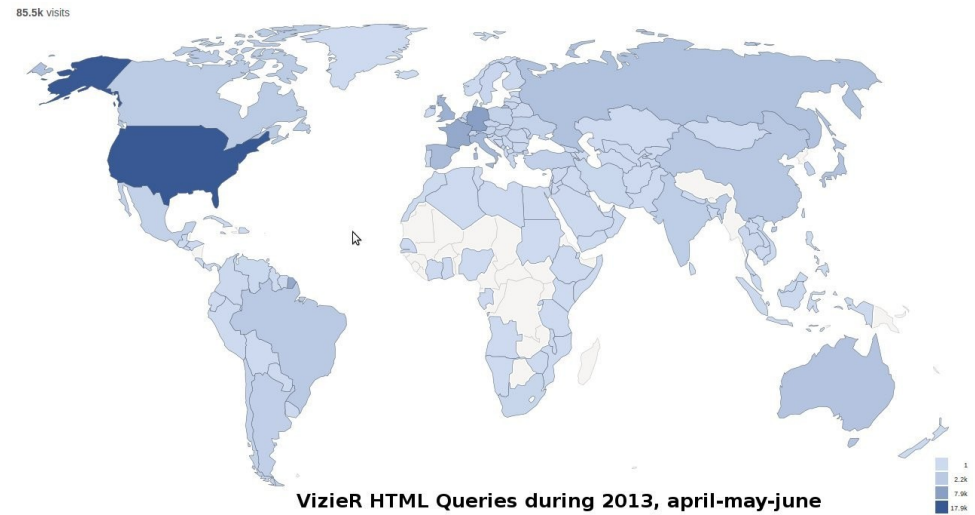 85.5k visits
1
2.2k
7.9k
17.9k
VizieR HTML Queries during 2013, april-may-june